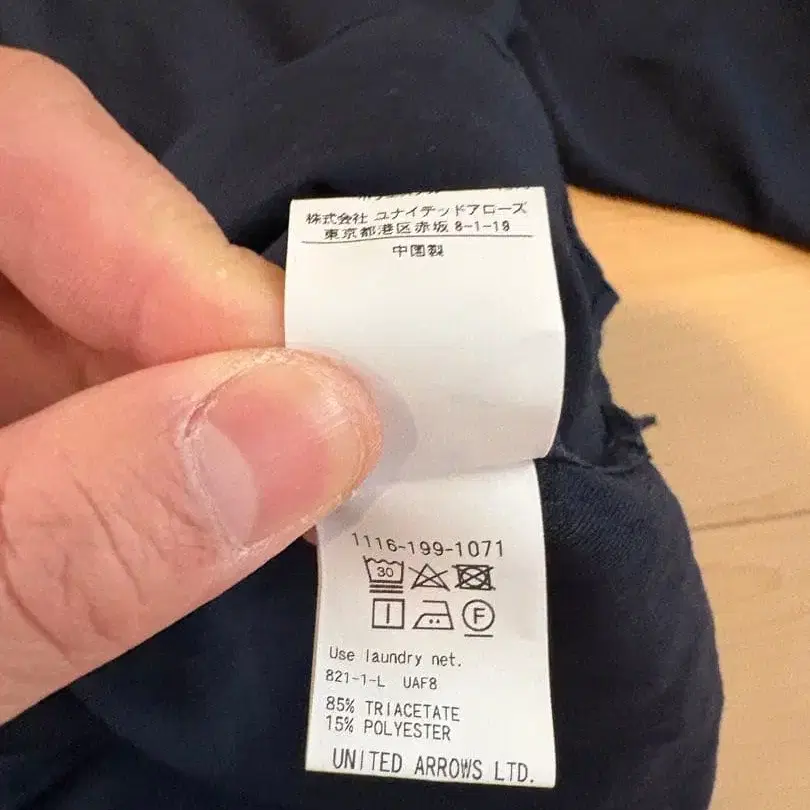 株式会社 ユナイテッドアローズ
東京都港区赤坂 8-1-19
中国製
1116-199-1071
30
F
Use laundry net.
821-1-L UAF8
85% TRIACETATE
15% POLYESTER
UNITED ARROWS LTD.